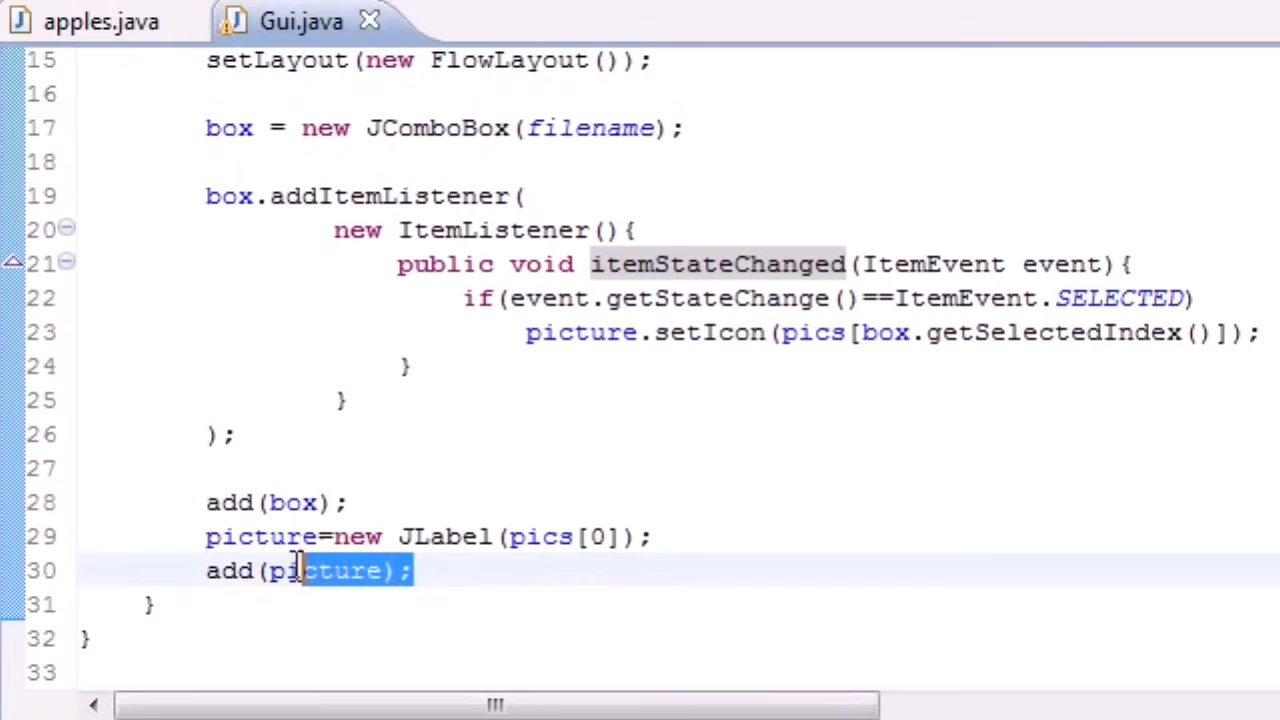 apples.java Gui.java
15 setLayout(new FlowLayout());
16
17 box = new JComboBox(filename);
18
19 box.addItemListener(
20 new ItemListener(){
21 public void itemStateChanged(ItemEvent event){
22 if(event.getStateChange()==ItemEvent.SELECTED)
23 picture.setIcon(pics[box.getSelectedIndex()]);
24 }
25 }
26 );
27
28 add(box);
29 picture=new JLabel(pics[0]);
30 add(picture);
31 }
32 }
33